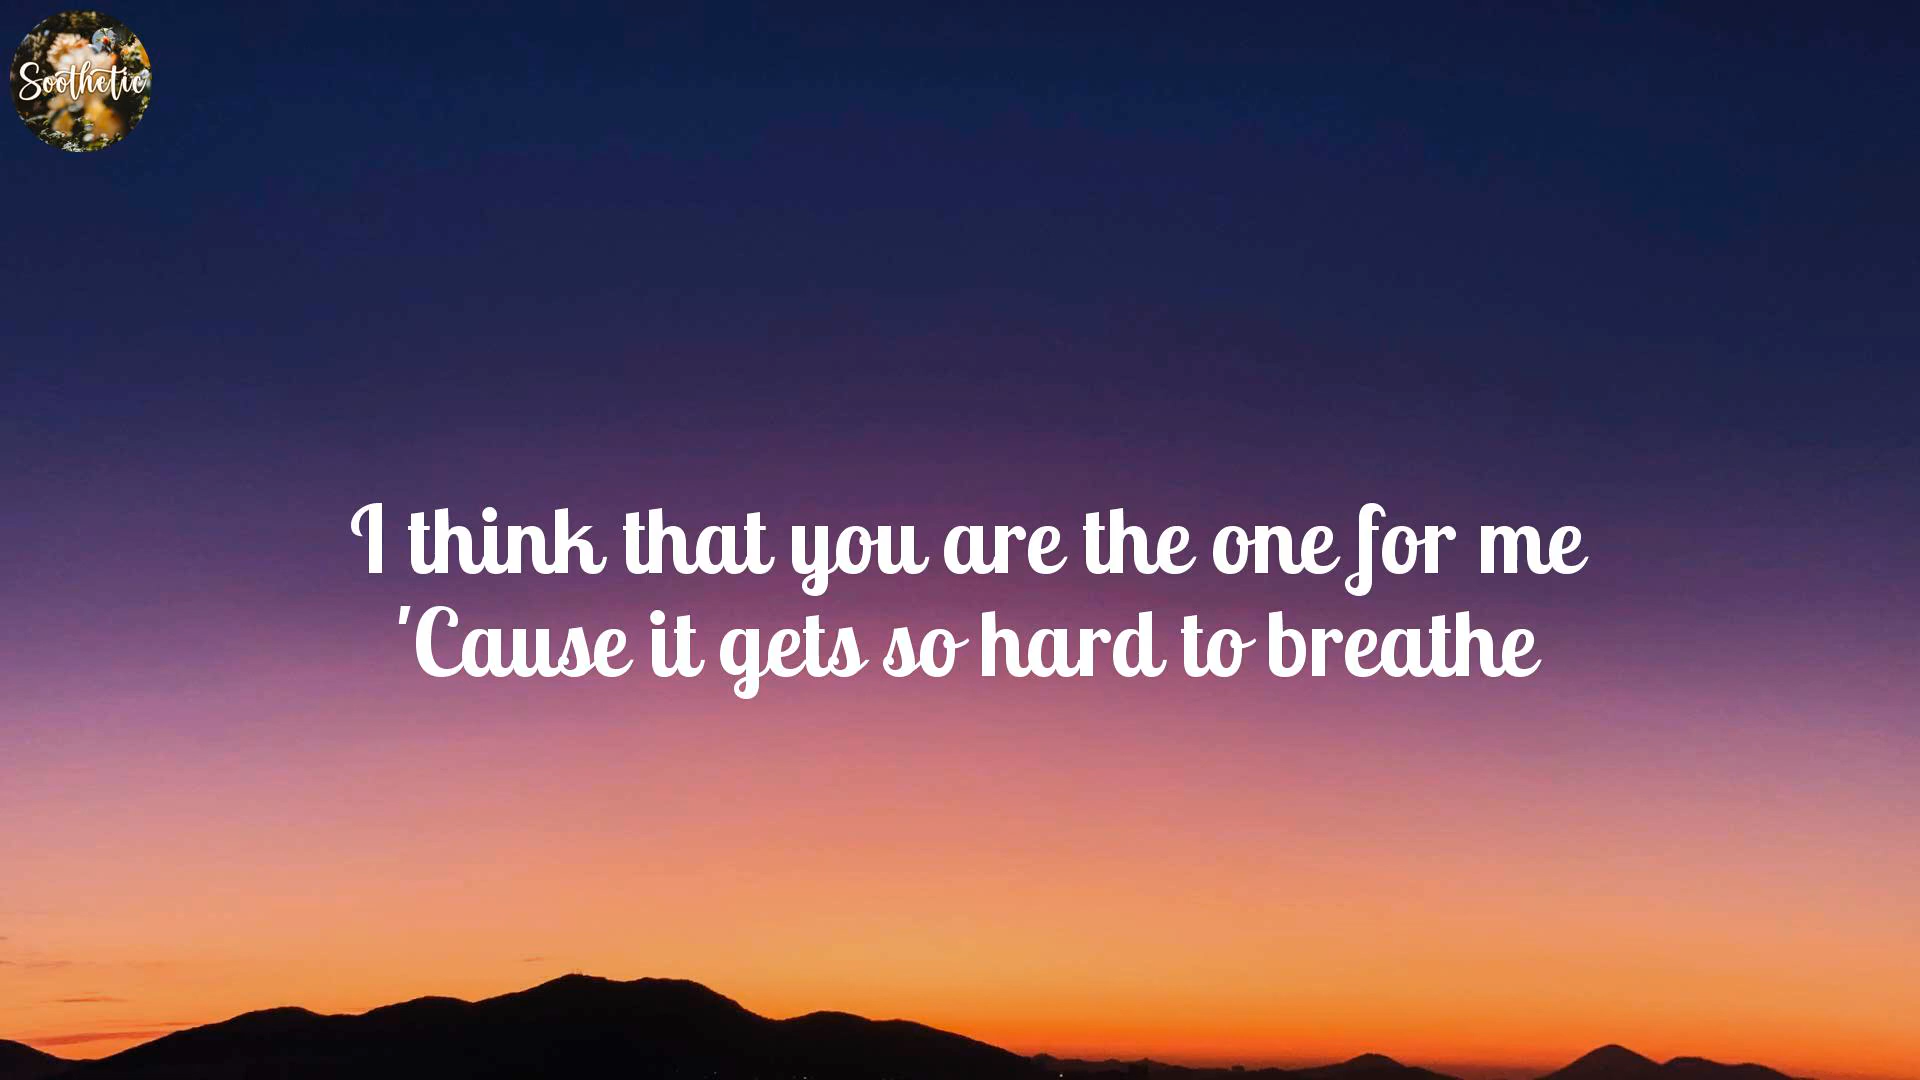 Soothetic
I think that you are the one for me
'Cause it gets so hard to breathe